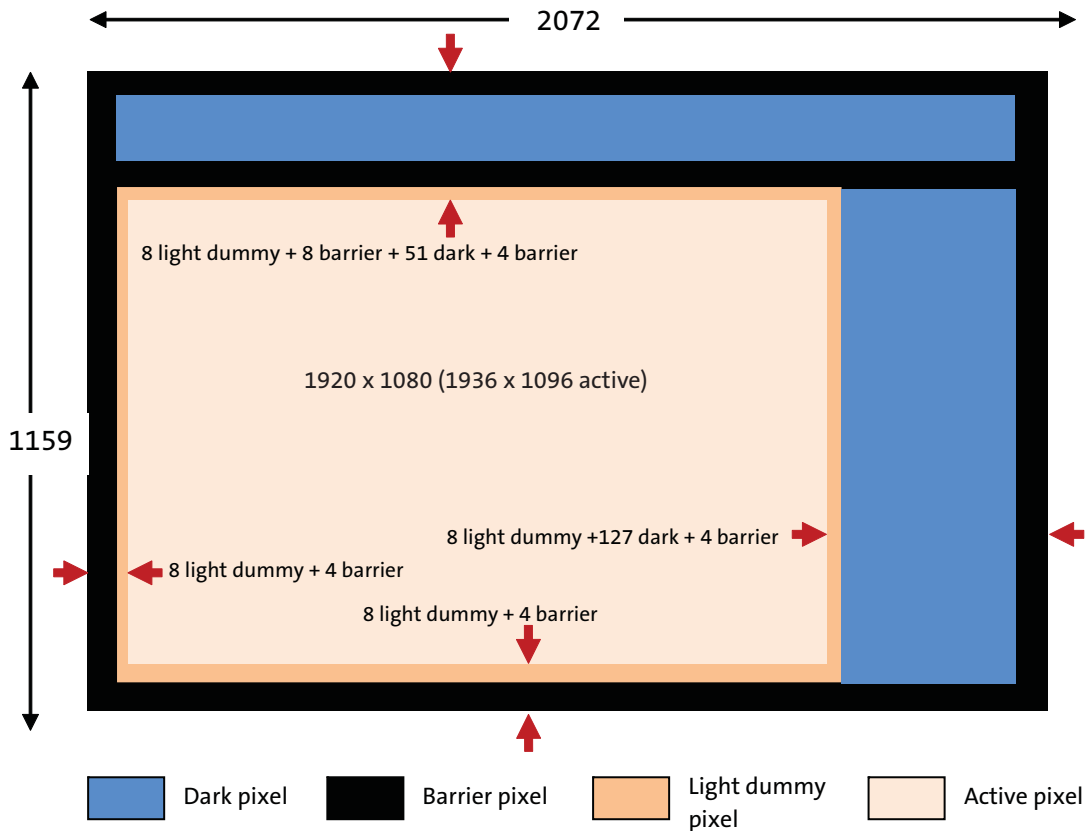 2072
8 light dummy + 8 barrier + 51 dark + 4 barrier
1920 x 1080 (1936 x 1096 active)
1159
8 light dummy +127 dark + 4 barrier
8 light dummy + 4 barrier
8 light dummy + 4 barrier
Dark pixel
Barrier pixel
Light dummy
pixel
Active pixel